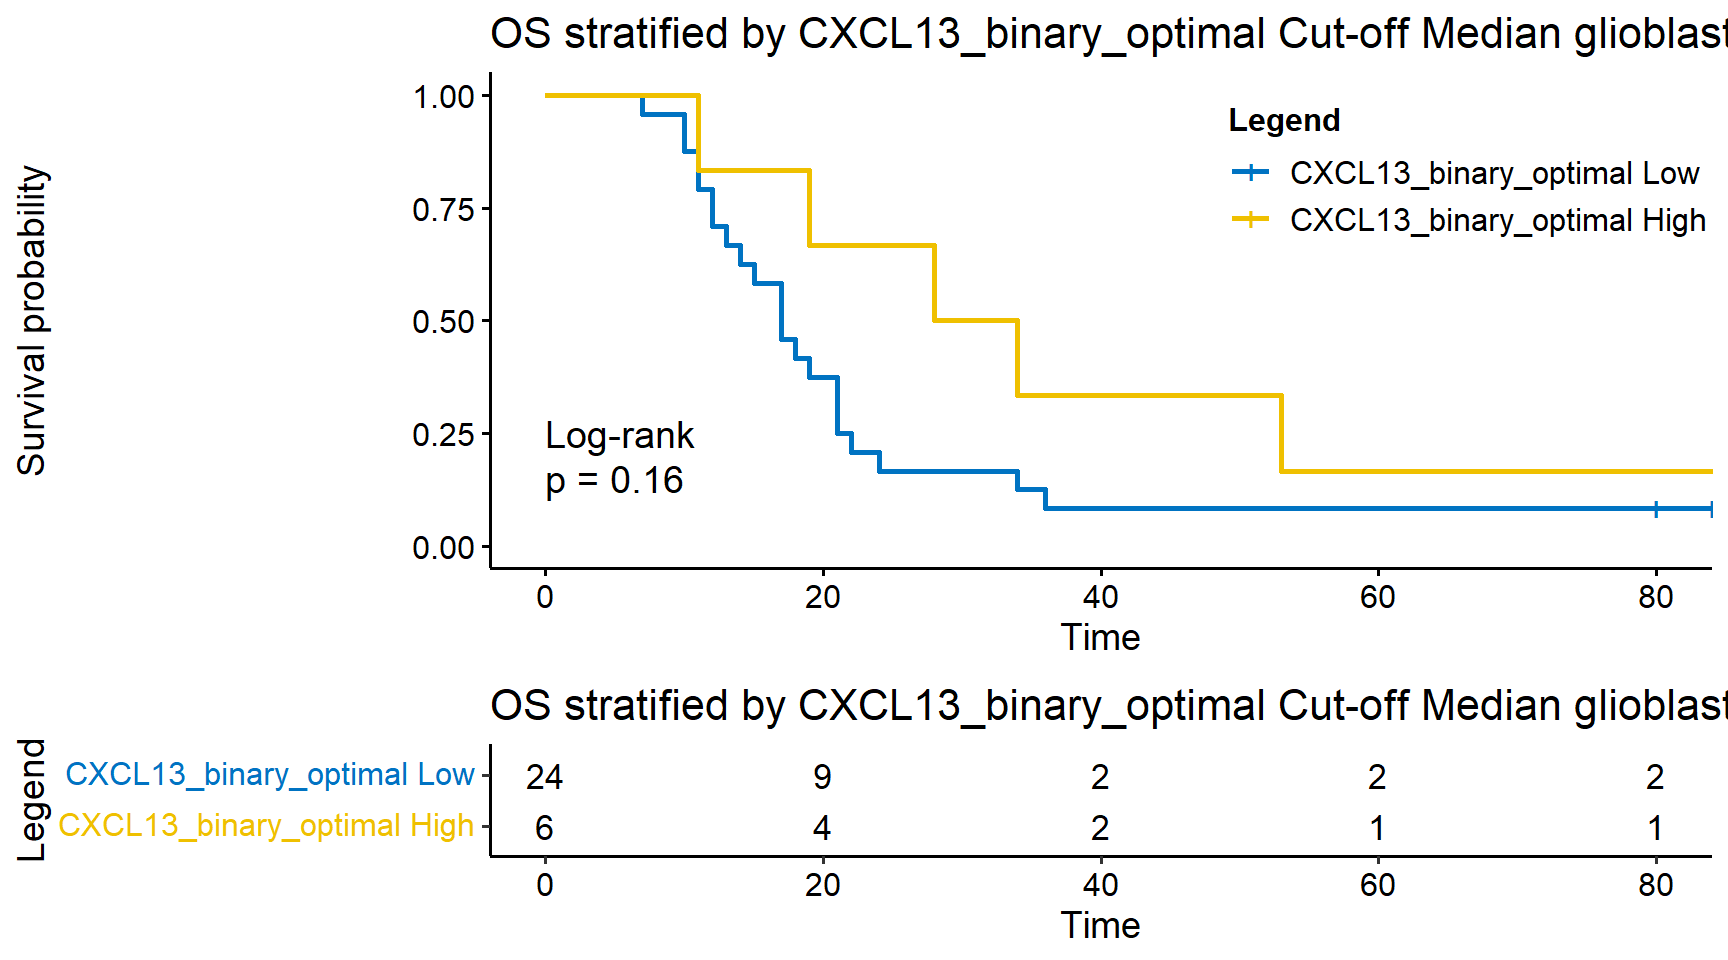 OS stratified by CXCL13_binary_optimal Cut-off Median glioblast
Survival probability
1.00
0.75
0.50
0.25
0.00
Legend
CXCL13_binary_optimal Low
CXCL13_binary_optimal High
Log-rank
p = 0.16
0 20 40 60 80
Time
OS stratified by CXCL13_binary_optimal Cut-off Median glioblast
Legend
CXCL13_binary_optimal Low 24 9 2 2 2
CXCL13_binary_optimal High 6 4 2 1 1
0 20 40 60 80
Time